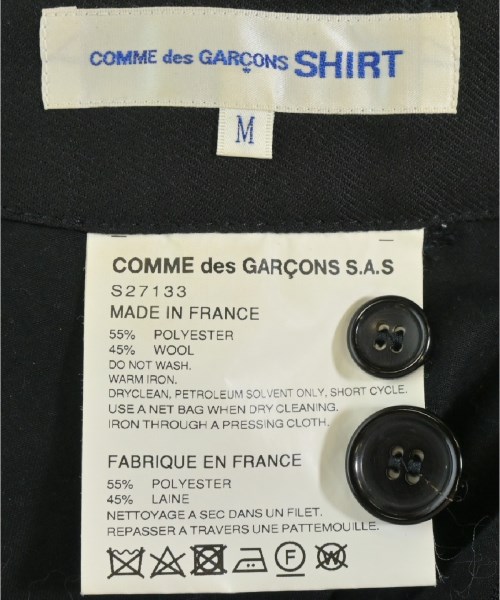 COMME des GARÇONS SHIRT
M
COMME des GARÇONS S.A.S
S27133
MADE IN FRANCE
55% POLYESTER
45% WOOL
DO NOT WASH.
WARM IRON.
DRYCLEAN, PETROLEUM SOLVENT ONLY, SHORT CYCLE.
USE A NET BAG WHEN DRY CLEANING.
IRON THROUGH A PRESSING CLOTH.
FABRIQUE EN FRANCE
55% POLYESTER
45% LAINE
NETTOYAGE A SEC DANS UN FILET.
REPASSER A TRAVERS UNE PATTEMOUILLE.
F
W